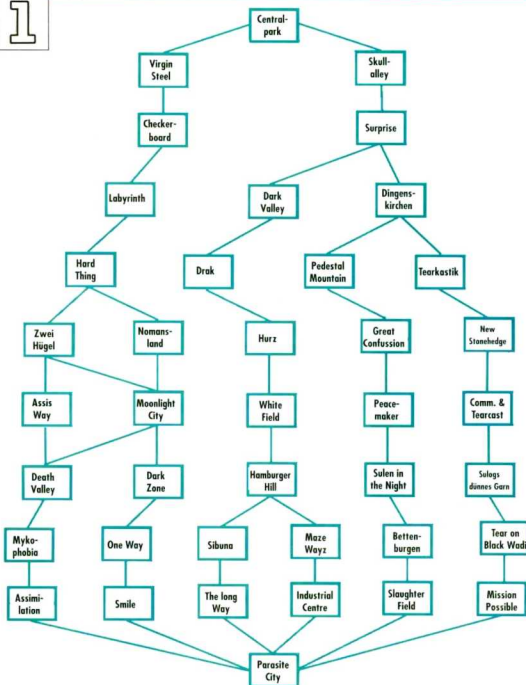 1
Central-
park
Virgin
Steel
Skull-
alley
Checker-
board
Surprise
Labyrinth
Dark
Valley
Dingens-
kirchen
Hard
Thing
Drak
Pedestal
Mountain
Tearkastik
Zwei
Hügel
Nomans-
land
Hurz
Great
Confussion
New
Stonehedge
Assis
Way
Moonlight
City
White
Field
Peace-
maker
Comm. &
Tearcast
Death
Valley
Dark
Zone
Hamburger
Hill
Sulen in
the Night
Sulogs
dünnes Garn
Myko-
phobia
One Way
Sibuna
Maze
Wayz
Betten-
burgen
Tear on
Black Wadi
Assimi-
lation
Smile
The long
Way
Industrial
Centre
Slaughter
Field
Mission
Possible
Parasite
City